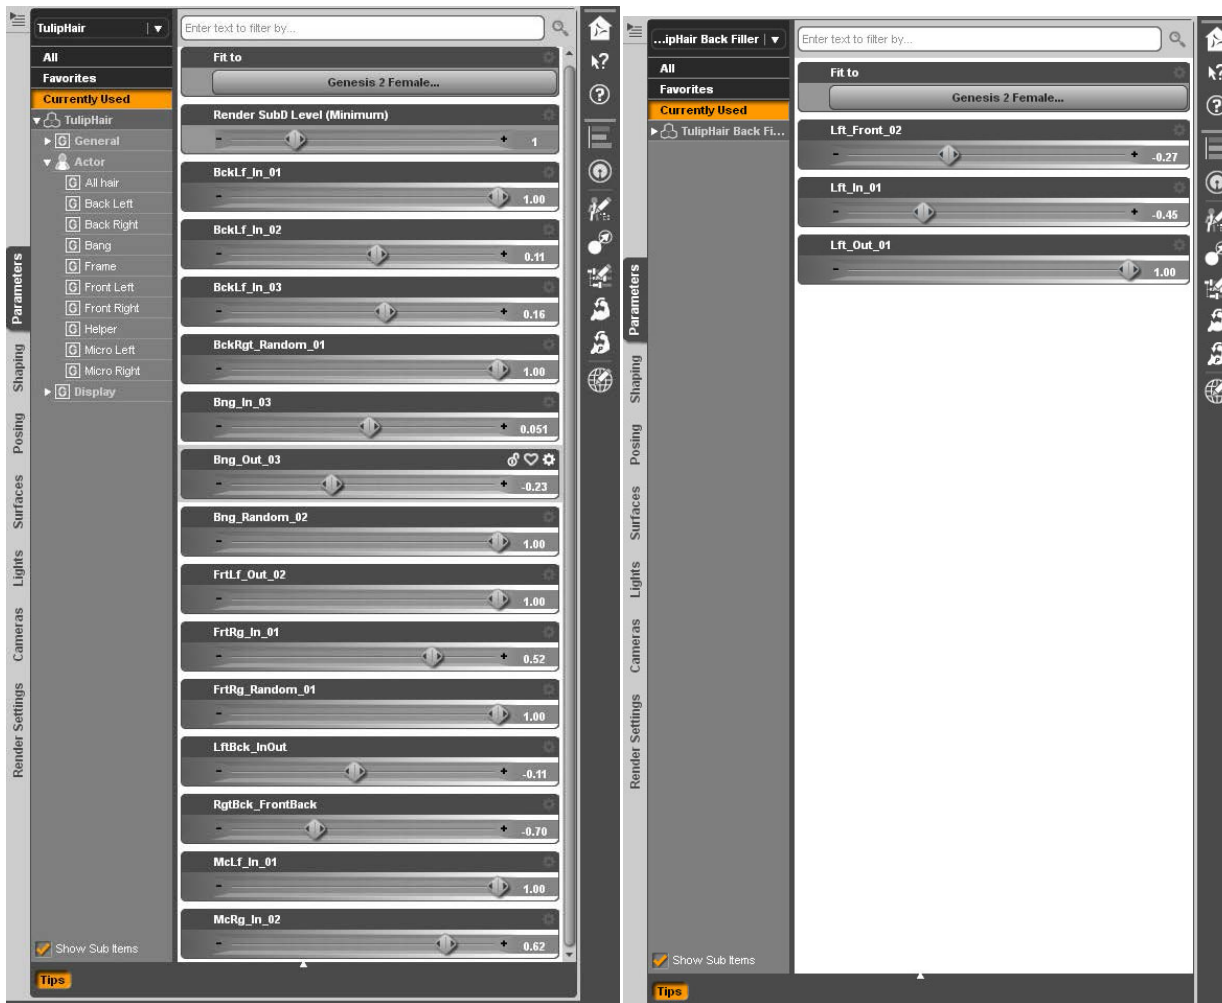 TulipHair
Enter text to filter by...
All
Favorites
Currently Used
TulipHair
General
Actor
All hair
Back Left
Back Right
Bang
Frame
Front Left
Front Right
Helper
Micro Left
Micro Right
Display
Fit to
Genesis 2 Female...
Render SubD Level (Minimum)
- + 1
BckLf_In_01
- 1.00
BckLf_In_02
- + 0.11
BckLf_In_03
- + 0.16
BckRgt_Random_01
- 1.00
Bng_In_03
- + 0.051
Bng_Out_03
- + -0.23
Bng_Random_02
- 1.00
FrtLf_Out_02
- 1.00
FrtRg_In_01
- + 0.52
FrtRg_Random_01
- 1.00
LftBck_InOut
- + -0.11
RgtBck_FrontBack
- + -0.70
McLf_In_01
- 1.00
McRg_In_02
- + 0.62
Parameters
Shaping
Posing
Surfaces
Lights
Cameras
Render Settings
Show Sub Items
Tips
...ipHair Back Filler
Enter text to filter by...
All
Favorites
Currently Used
TulipHair Back Fi...
Fit to
Genesis 2 Female...
Lft_Front_02
- + -0.27
Lft_In_01
- + -0.45
Lft_Out_01
- 1.00
Parameters
Shaping
Posing
Surfaces
Lights
Cameras
Render Settings
Show Sub Items
Tips